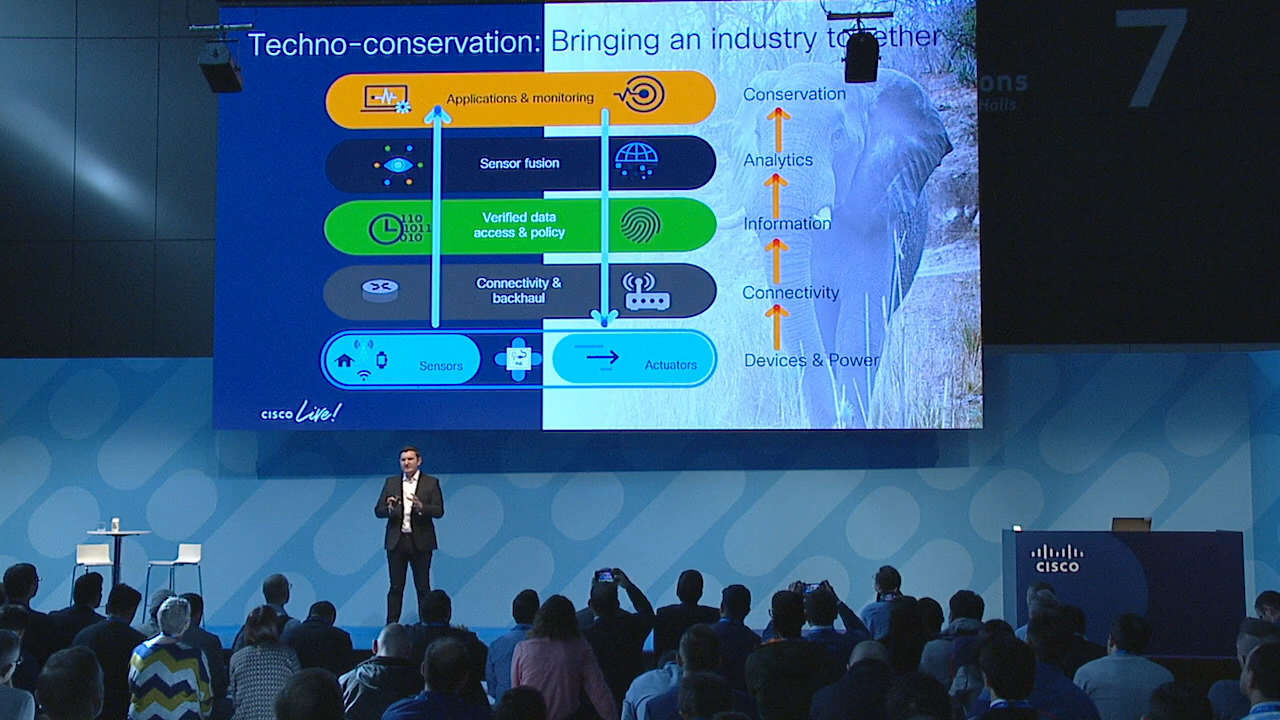 Techno-conservation: Bringing an industry together
Applications & monitoring
Sensor fusion
110
1011
010
Verified data
access & policy
Connectivity &
backhaul
Sensors
Actuators
Conservation
Analytics
Information
Connectivity
Devices & Power
CISCO Live!
7
ons
Halls
CISCO